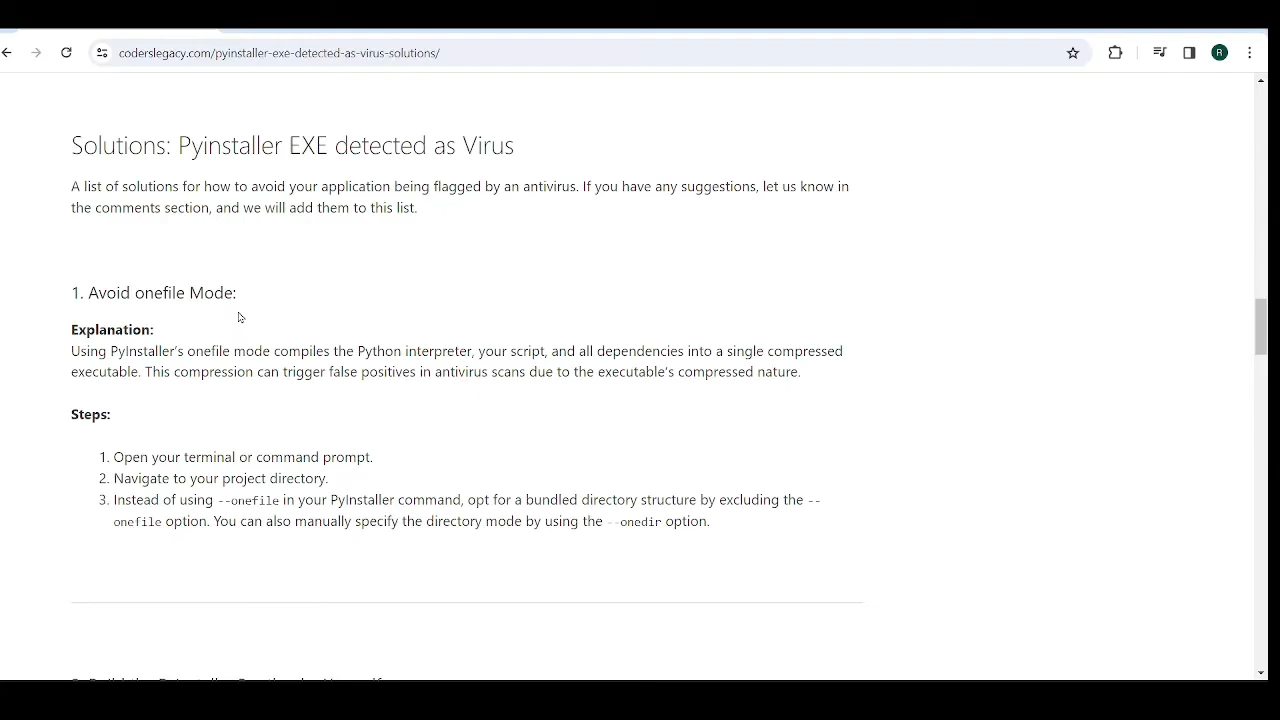 coderslegacy.com/pyinstaller-exe-detected-as-virus-solutions/
R
Solutions: Pyinstaller EXE detected as Virus
A list of solutions for how to avoid your application being flagged by an antivirus. If you have any suggestions, let us know in
the comments section, and we will add them to this list.
1. Avoid onefile Mode:
Explanation:
Using PyInstaller’s onefile mode compiles the Python interpreter, your script, and all dependencies into a single compressed
executable. This compression can trigger false positives in antivirus scans due to the executable’s compressed nature.
Steps:
1. Open your terminal or command prompt.
2. Navigate to your project directory.
3. Instead of using --onefile in your PyInstaller command, opt for a bundled directory structure by excluding the --
onefile option. You can also manually specify the directory mode by using the --onedir option.